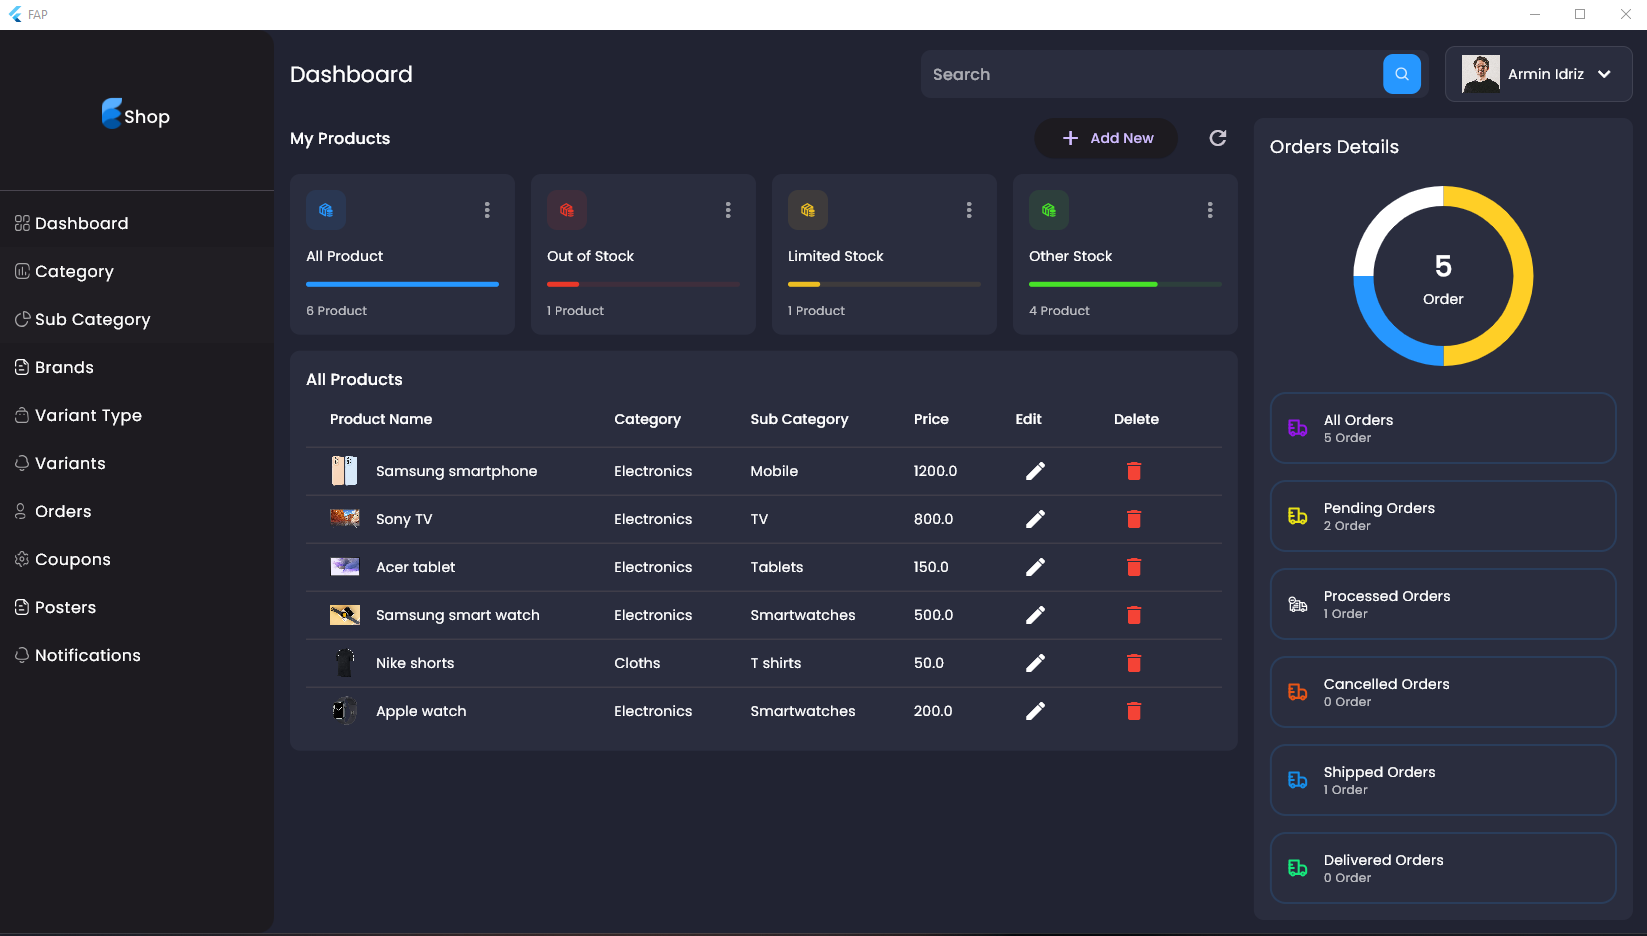 FAP
Shop
Dashboard
Category
Sub Category
Brands
Variant Type
Variants
Orders
Coupons
Posters
Notifications
Dashboard
Search
Armin Idriz
My Products
Add New
All Product
6 Product
Out of Stock
1 Product
Limited Stock
1 Product
Other Stock
4 Product
All Products
Product Name Category Sub Category Price Edit Delete
Samsung smartphone Electronics Mobile 1200.0
Sony TV Electronics TV 800.0
Acer tablet Electronics Tablets 150.0
Samsung smart watch Electronics Smartwatches 500.0
Nike shorts Cloths T shirts 50.0
Apple watch Electronics Smartwatches 200.0
Orders Details
5
Order
All Orders
5 Order
Pending Orders
2 Order
Processed Orders
1 Order
Cancelled Orders
0 Order
Shipped Orders
1 Order
Delivered Orders
0 Order